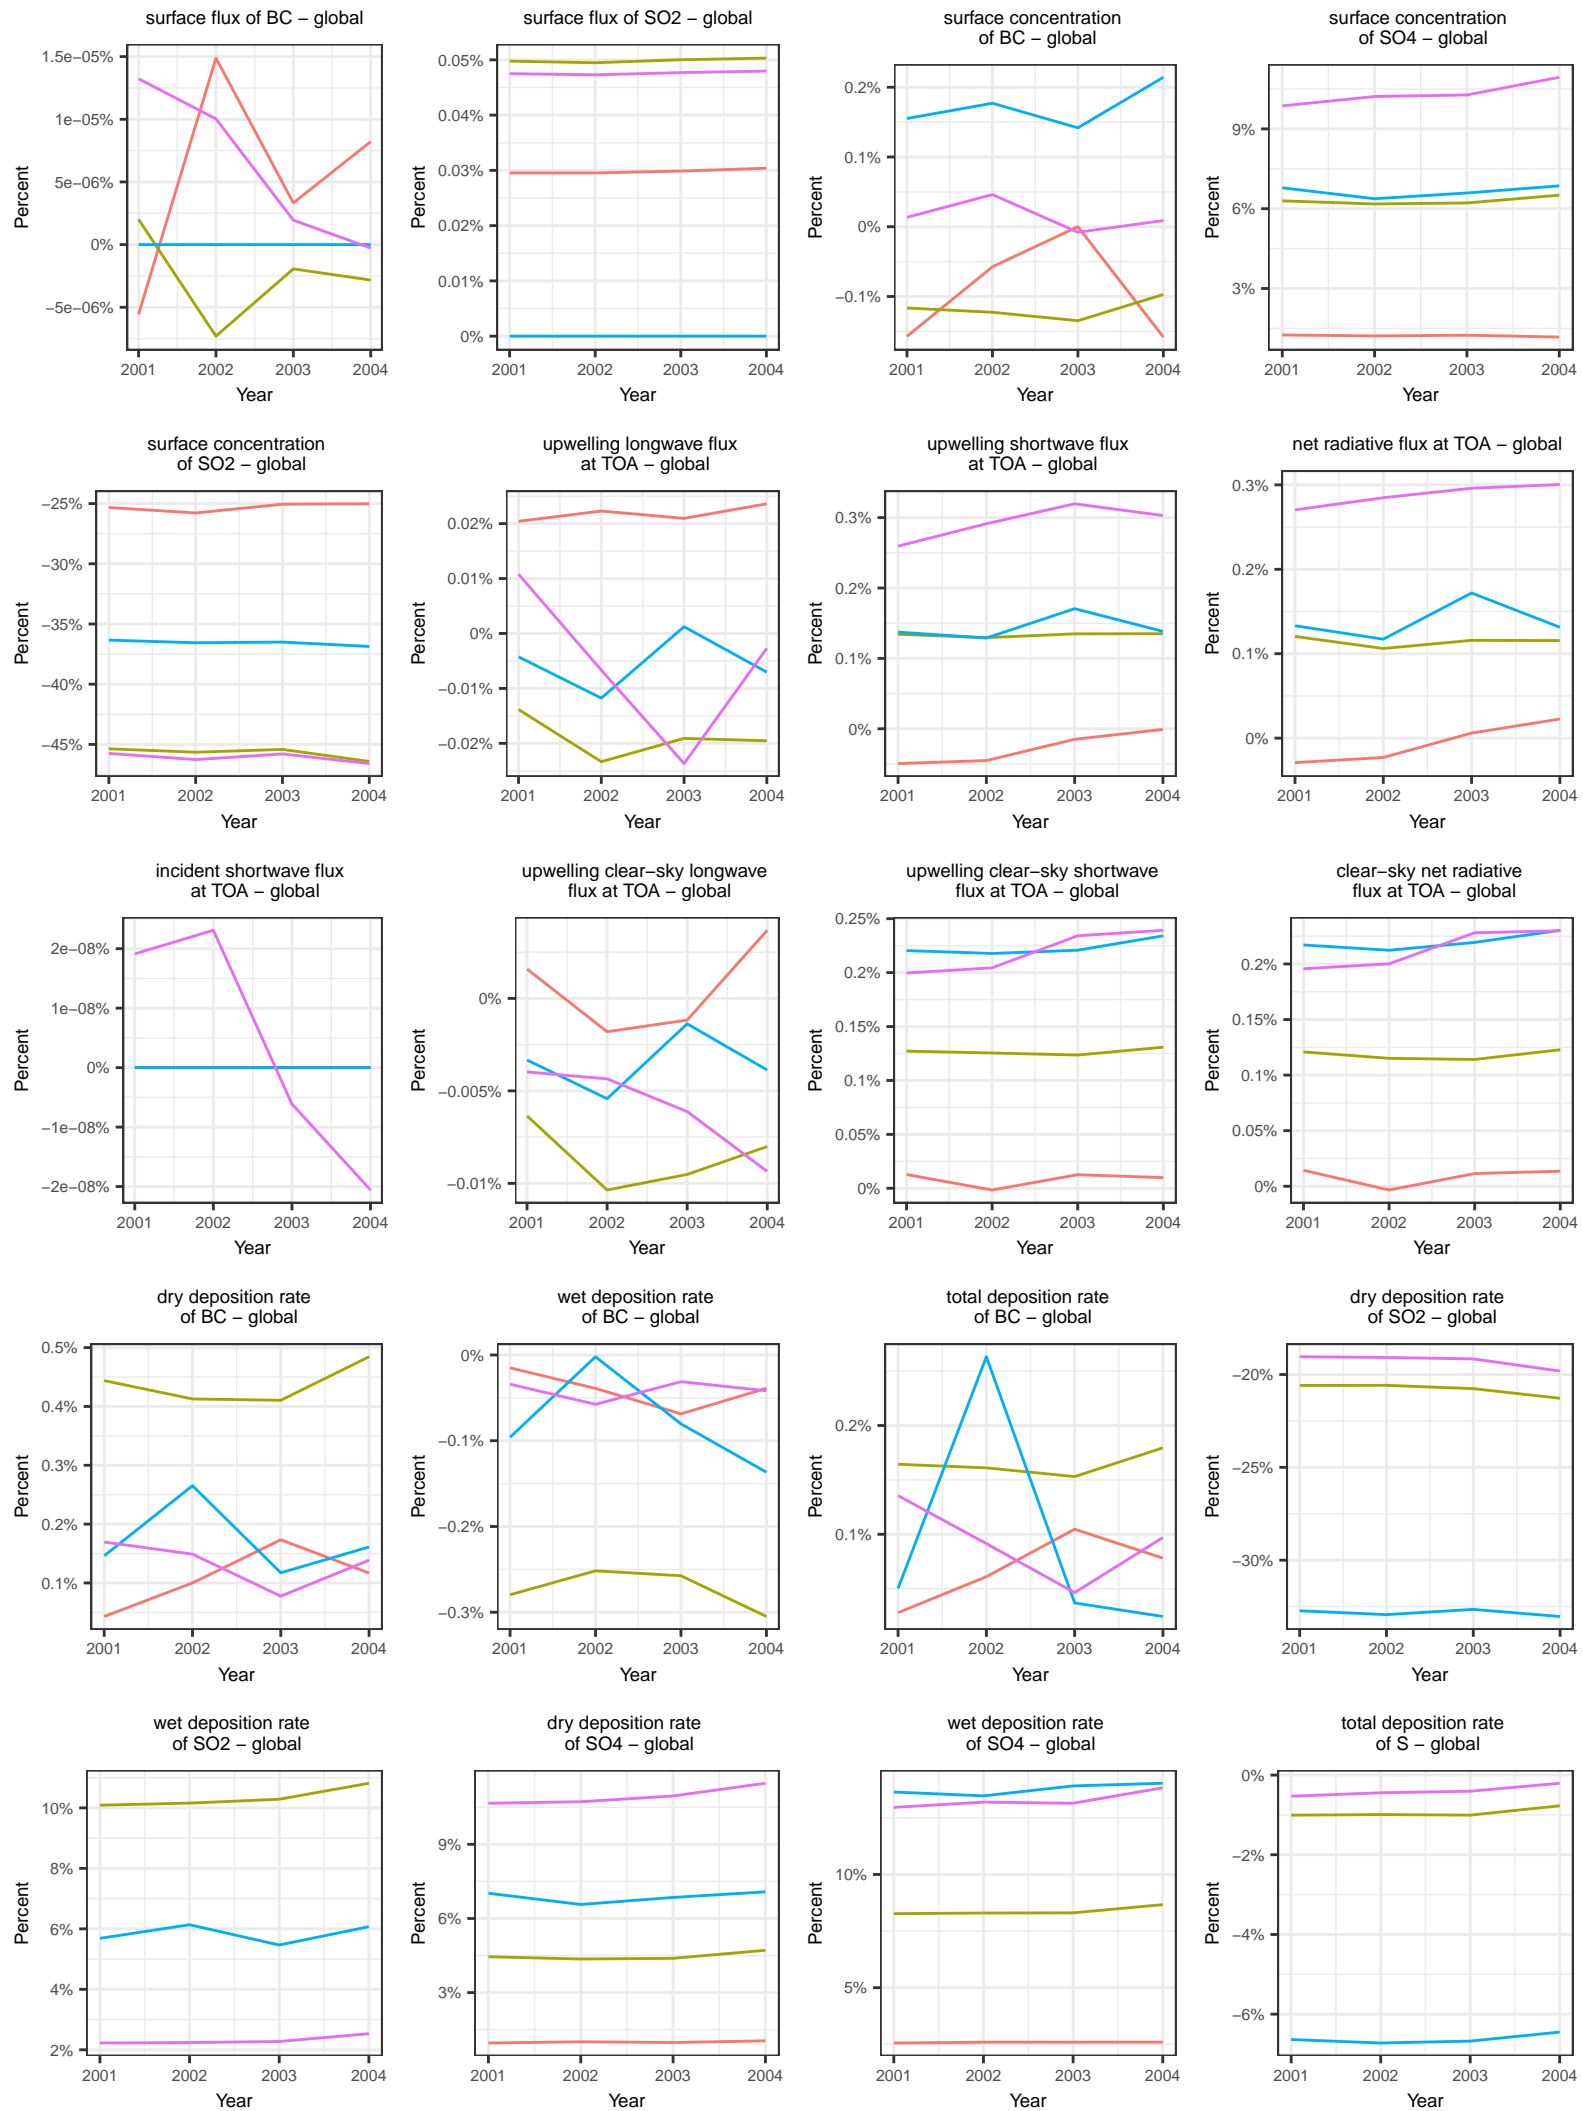 surface flux of BC − global
1.5e−05%
1e−05%
5e−06%
0%
−5e−06%
Percent
2001 2002 2003 2004
Year
surface flux of SO2 − global
0.05%
0.04%
0.03%
0.02%
0.01%
0%
Percent
2001 2002 2003 2004
Year
surface concentration
of BC − global
0.2%
0.1%
0%
−0.1%
Percent
2001 2002 2003 2004
Year
surface concentration
of SO4 − global
9%
6%
3%
Percent
2001 2002 2003 2004
Year
surface concentration
of SO2 − global
−25%
−30%
−35%
−40%
−45%
Percent
2001 2002 2003 2004
Year
upwelling longwave flux
at TOA − global
0.02%
0.01%
0%
−0.01%
−0.02%
Percent
2001 2002 2003 2004
Year
upwelling shortwave flux
at TOA − global
0.3%
0.2%
0.1%
0%
Percent
2001 2002 2003 2004
Year
net radiative flux at TOA − global
0.3%
0.2%
0.1%
0%
Percent
2001 2002 2003 2004
Year
incident shortwave flux
at TOA − global
2e−08%
1e−08%
0%
−1e−08%
−2e−08%
Percent
2001 2002 2003 2004
Year
upwelling clear−sky longwave
flux at TOA − global
0%
−0.005%
−0.01%
Percent
2001 2002 2003 2004
Year
upwelling clear−sky shortwave
flux at TOA − global
0.25%
0.2%
0.15%
0.1%
0.05%
0%
Percent
2001 2002 2003 2004
Year
clear−sky net radiative
flux at TOA − global
0.2%
0.15%
0.1%
0.05%
0%
Percent
2001 2002 2003 2004
Year
dry deposition rate
of BC − global
0.5%
0.4%
0.3%
0.2%
0.1%
Percent
2001 2002 2003 2004
Year
wet deposition rate
of BC − global
0%
−0.1%
−0.2%
−0.3%
Percent
2001 2002 2003 2004
Year
total deposition rate
of BC − global
0.2%
0.1%
Percent
2001 2002 2003 2004
Year
dry deposition rate
of SO2 − global
−20%
−25%
−30%
Percent
2001 2002 2003 2004
Year
wet deposition rate
of SO2 − global
10%
8%
6%
4%
2%
Percent
2001 2002 2003 2004
Year
dry deposition rate
of SO4 − global
9%
6%
3%
Percent
2001 2002 2003 2004
Year
wet deposition rate
of SO4 − global
10%
5%
Percent
2001 2002 2003 2004
Year
total deposition rate
of S − global
0%
−2%
−4%
−6%
Percent
2001 2002 2003 2004
Year